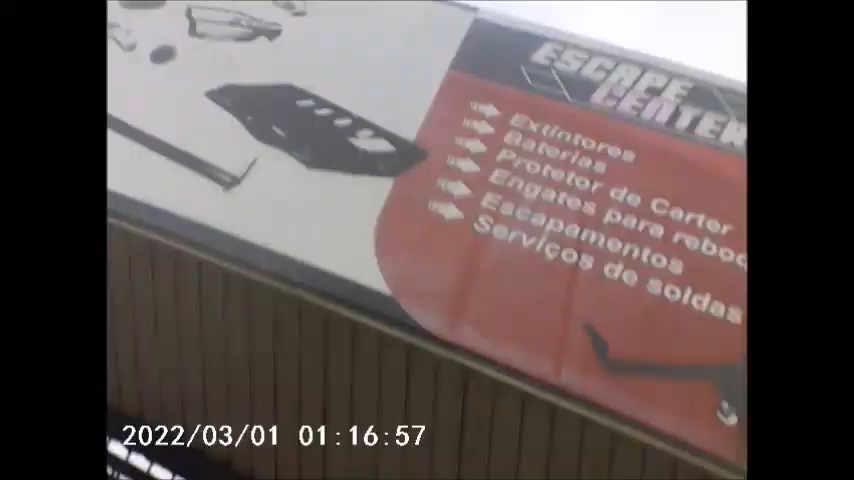 ESCAPE
CENTER
Extintores
Baterias
Protetor de Carter
Engates para
Escapamentos
Serviços de soldas
2022/03/01 01:16:57